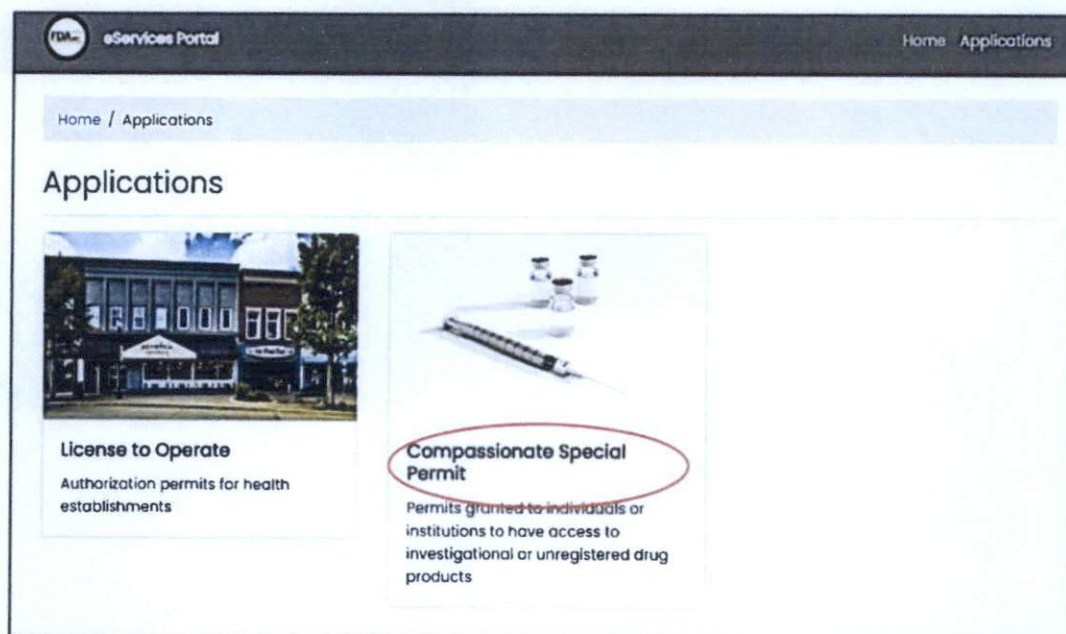 FDA
eServices Portal
Home Applications
Home / Applications
Applications
License to Operate
Authorization permits for health
establishments
Compassionate Special
Permit
Permits granted to individuals or
institutions to have access to
investigational or unregistered drug
products